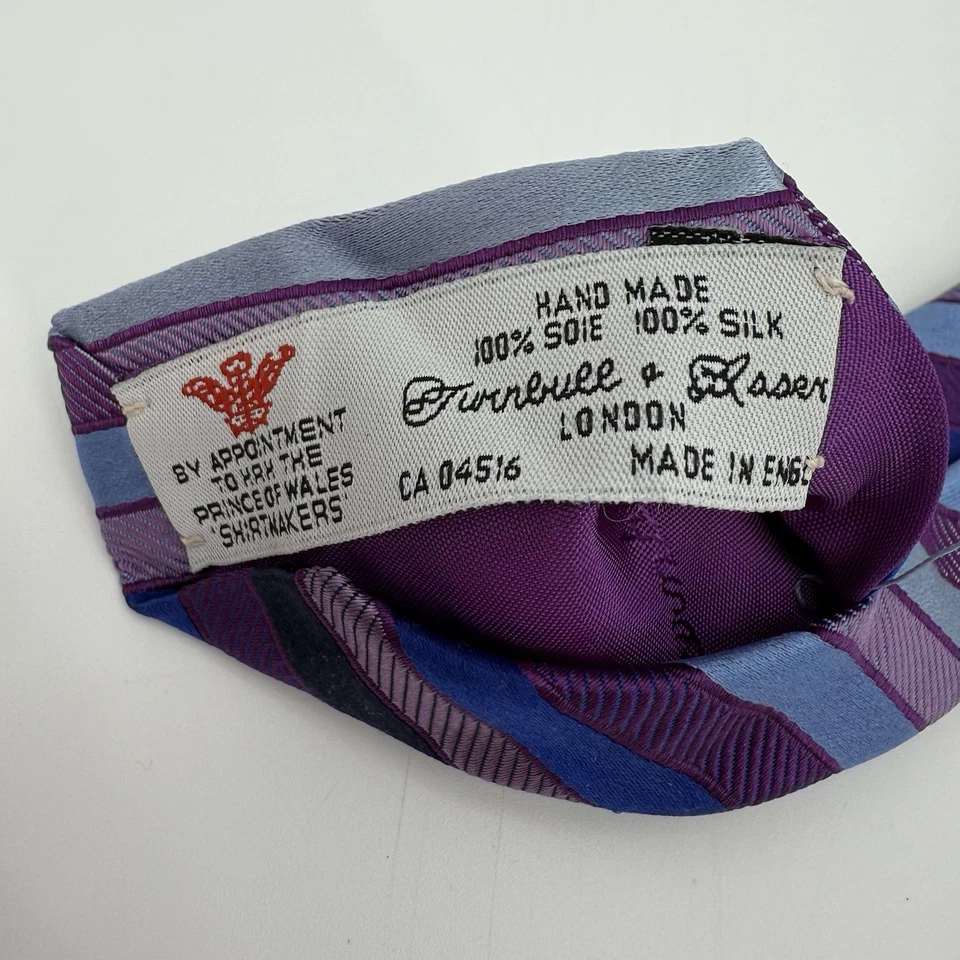 HAND MADE
100% SOIE 100% SILK
Turnbull & Asser
LONDON
CA 04516 MADE IN ENGL
BY APPOINTMENT
TO HRH THE
PRINCE OF WALES
SHIRTMAKERS